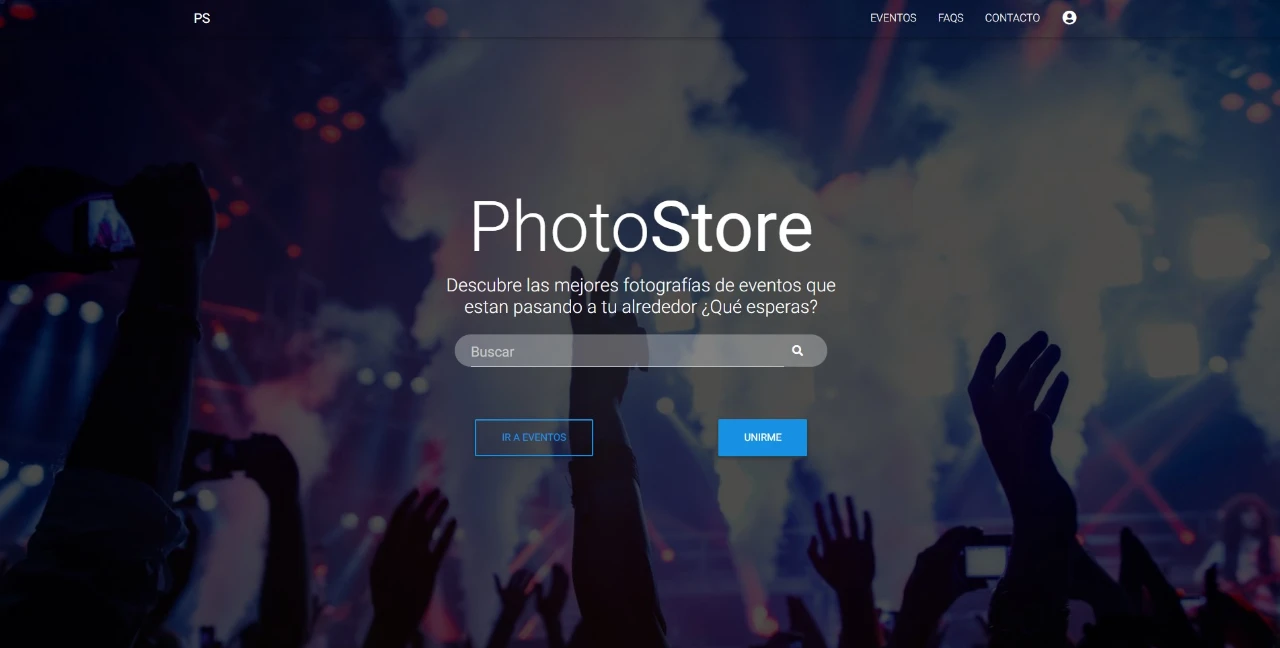 PS
EVENTOS FAQS CONTACTO
PhotoStore
Descubre las mejores fotografías de eventos que
estan pasando a tu alrededor ¿Qué esperas?
Buscar
IR A EVENTOS
UNIRME